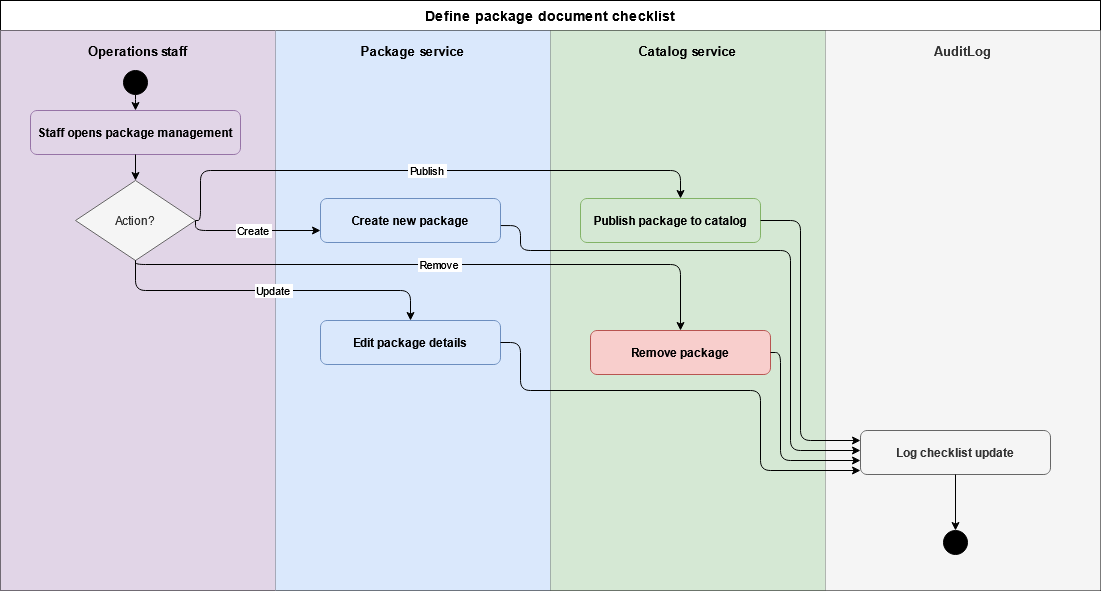 Define package document checklist
Operations staff
Package service
Catalog service
AuditLog
Staff opens package management
Publish
Action?
Create
Create new package
Publish package to catalog
Remove
Update
Edit package details
Remove package
Log checklist update